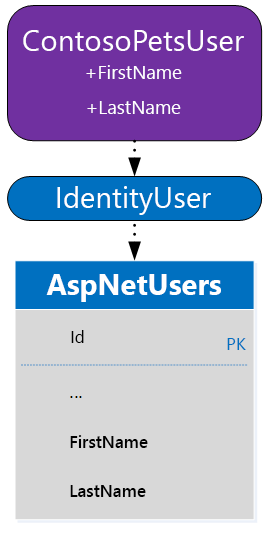 ContosoPetsUser
+FirstName
+LastName
IdentityUser
AspNetUsers
Id
PK
...
FirstName
LastName